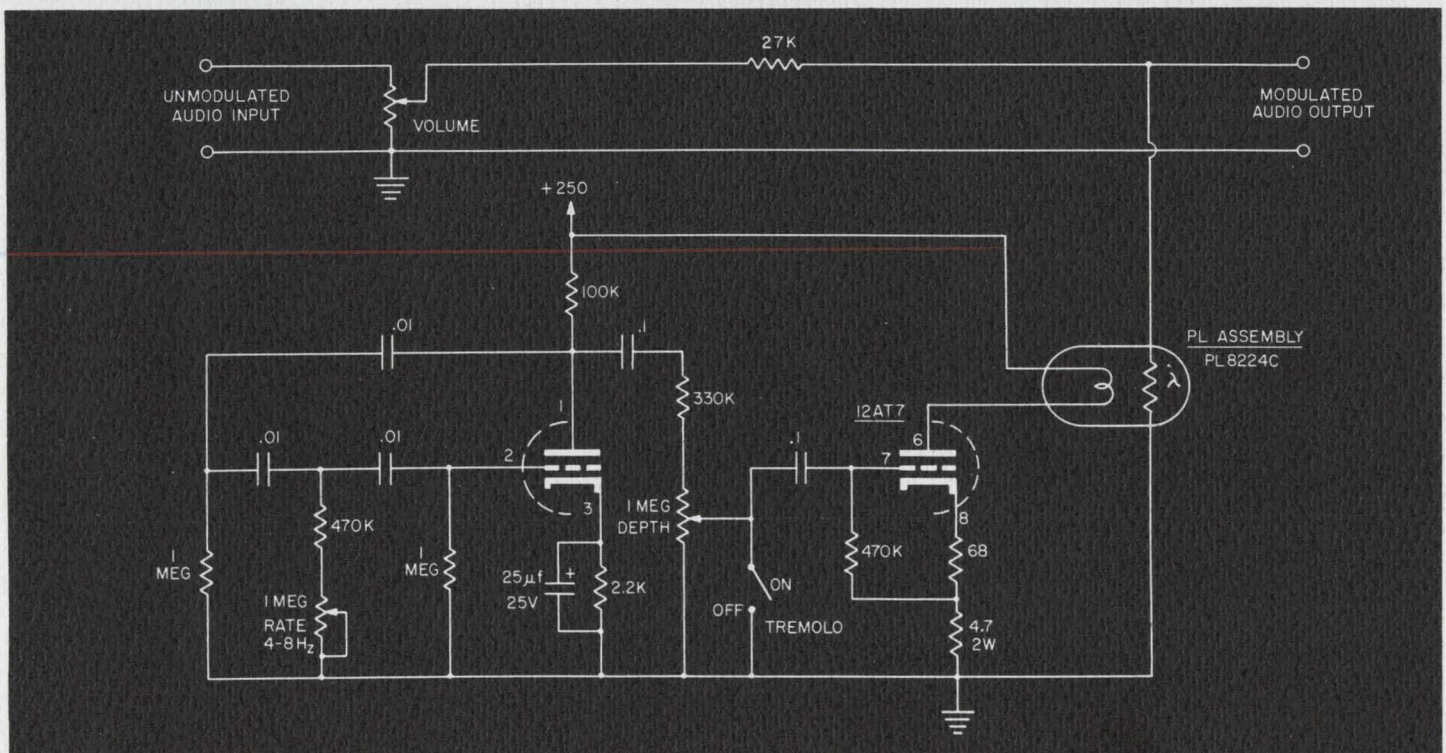 27K
UNMODULATED
AUDIO INPUT
VOLUME
MODULATED
AUDIO OUTPUT
+250
100K
.01
.1
PL ASSEMBLY
PL8224C
λ
330K
12AT7
1
2
3
6
7
8
.01
.01
1 MEG
DEPTH
470K
1
MEG
1
MEG
470K
68
25μf
25V
+
2.2K
ON
OFF
TREMOLO
1 MEG
RATE
4-8Hz
4.7
2W